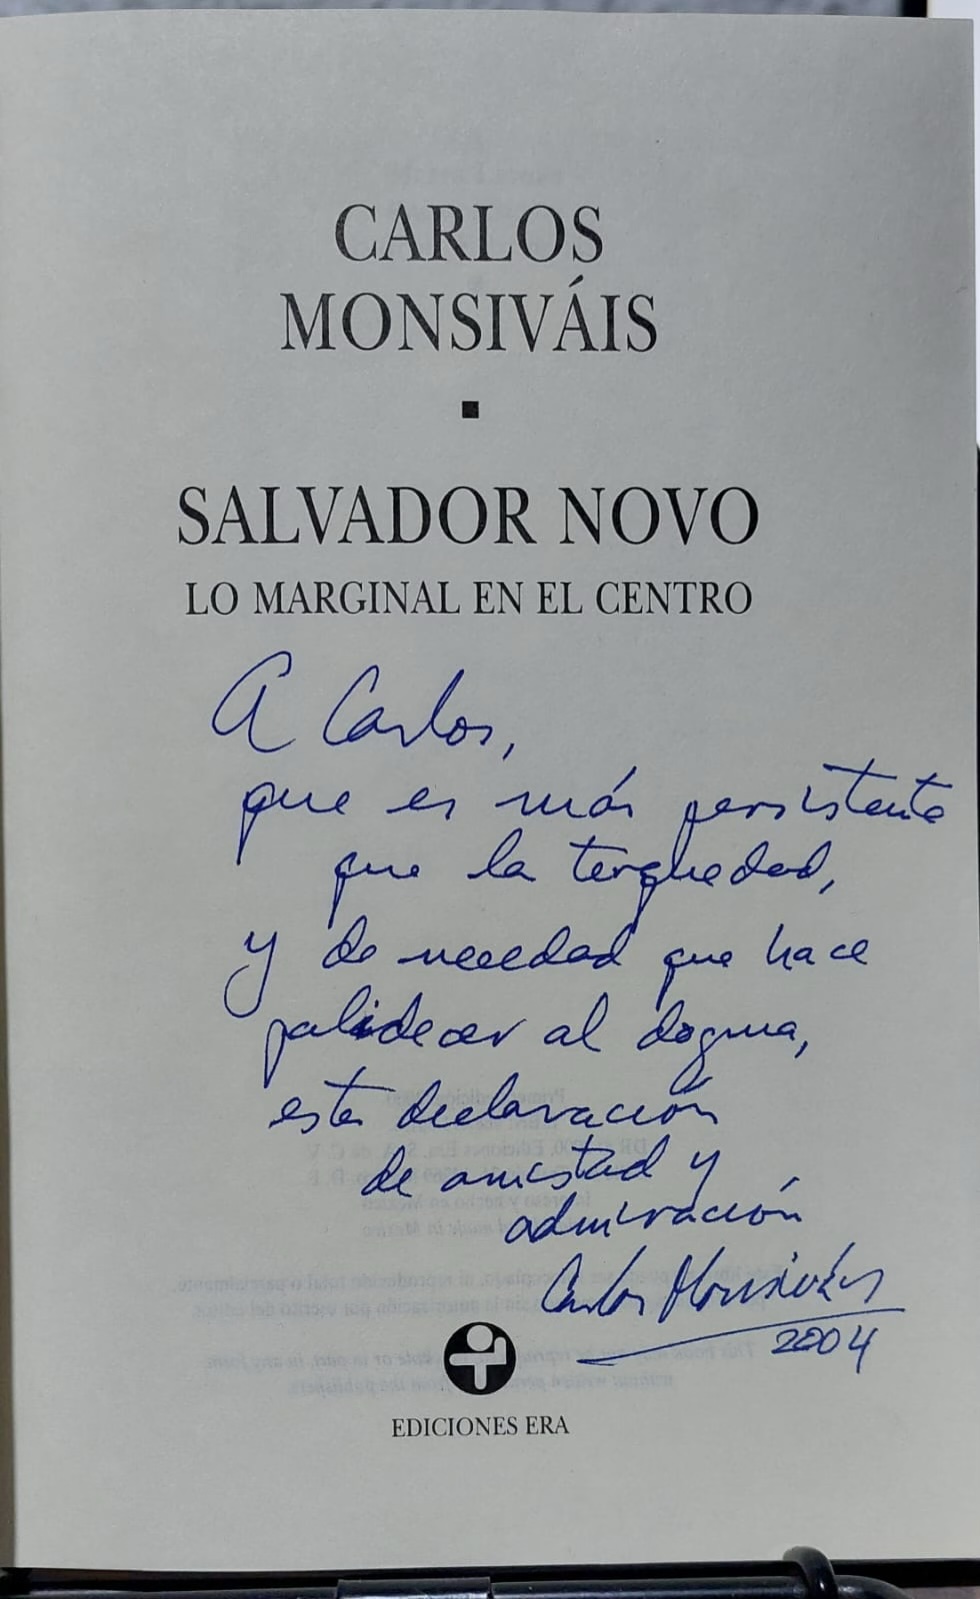 CARLOS
MONSIVÁIS
SALVADOR NOVO
LO MARGINAL EN EL CENTRO
A Carlos,
que es más persistente
que la terquedad,
y de necedad que hace
palidecer al dogma,
esta declaración
de amistad y
admiración
Carlos Monsiváis
2004
EDICIONES ERA